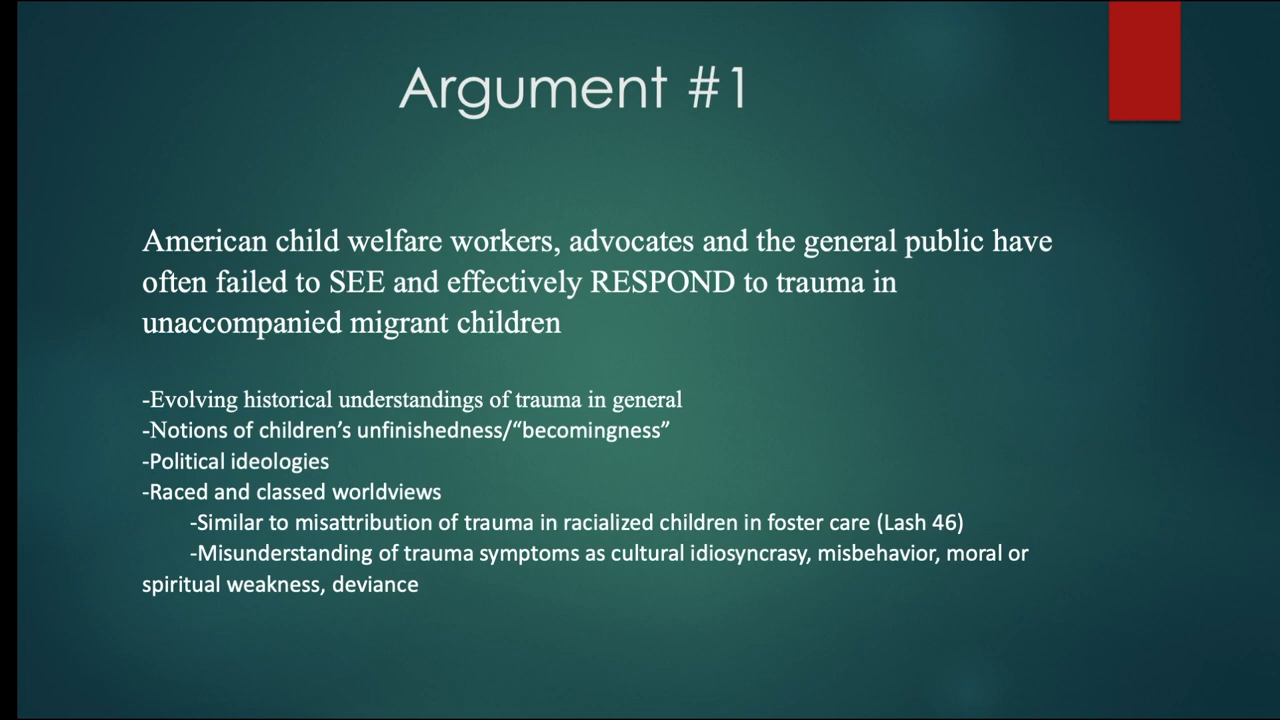 Argument #1
American child welfare workers, advocates and the general public have
often failed to SEE and effectively RESPOND to trauma in
unaccompanied migrant children
-Evolving historical understandings of trauma in general
-Notions of children’s unfinishedness/“becomingness”
-Political ideologies
-Raced and classed worldviews
-Similar to misattribution of trauma in racialized children in foster care (Lash 46)
-Misunderstanding of trauma symptoms as cultural idiosyncrasy, misbehavior, moral or
spiritual weakness, deviance